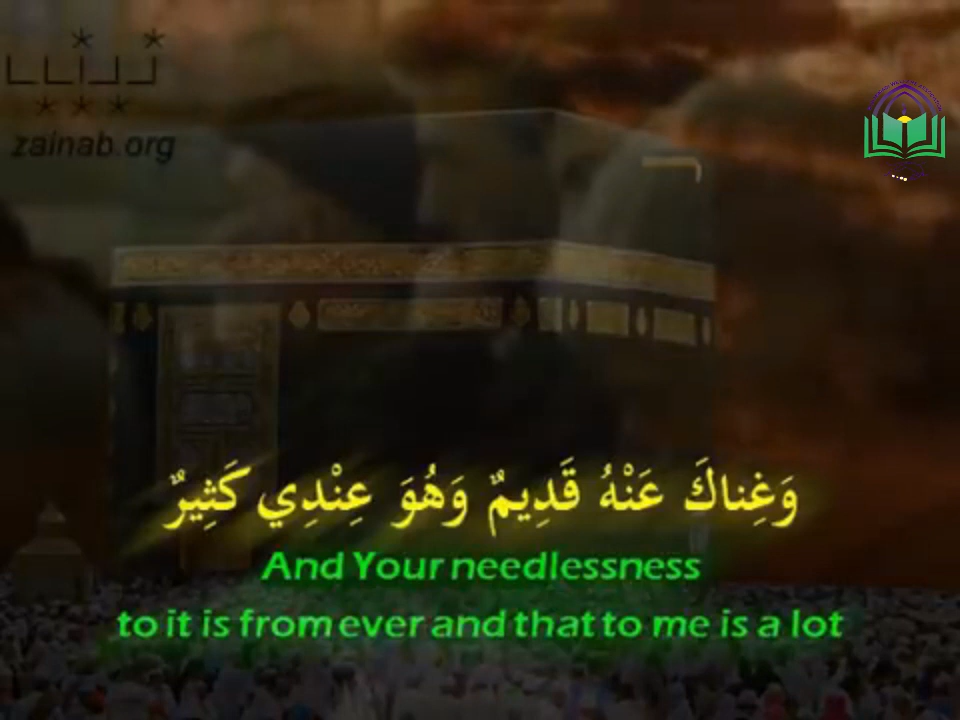 zainab.org
وَغِناكَ عَنْهُ قَدِيمٌ وَهُوَ عِنْدِي كَثِيرٌ
And Your needlessness
to it is from ever and that to me is a lot